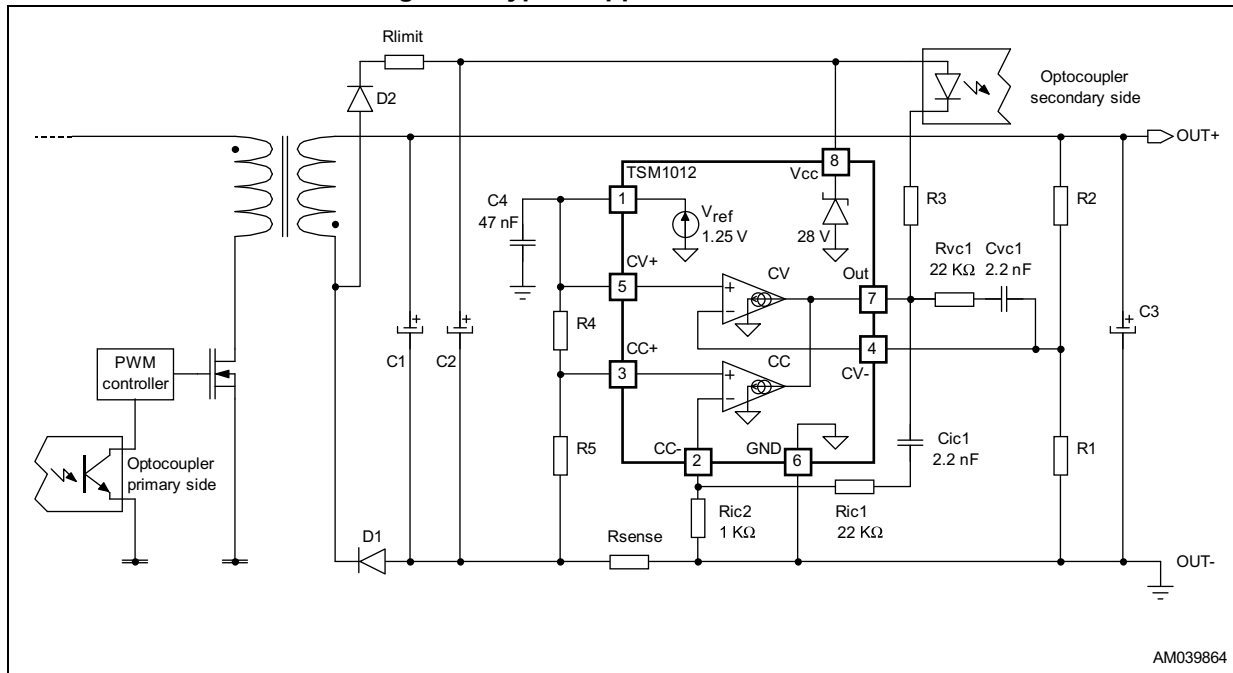 Rlimit
D2
Optocoupler
secondary side
OUT+
TSM1012
8
Vcc
C4
47 nF
1
Vref
1.25 V
28 V
R3
R2
Rvc1
22 KΩ
Cvc1
2.2 nF
CV+
5
CV
Out
7
C3
R4
C1
C2
CC+
3
CC
4
CV-
PWM
controller
R5
CC-
2
GND
6
Cic1
2.2 nF
R1
Optocoupler
primary side
Ric2
1 KΩ
Ric1
22 KΩ
D1
Rsense
OUT-
AM039864